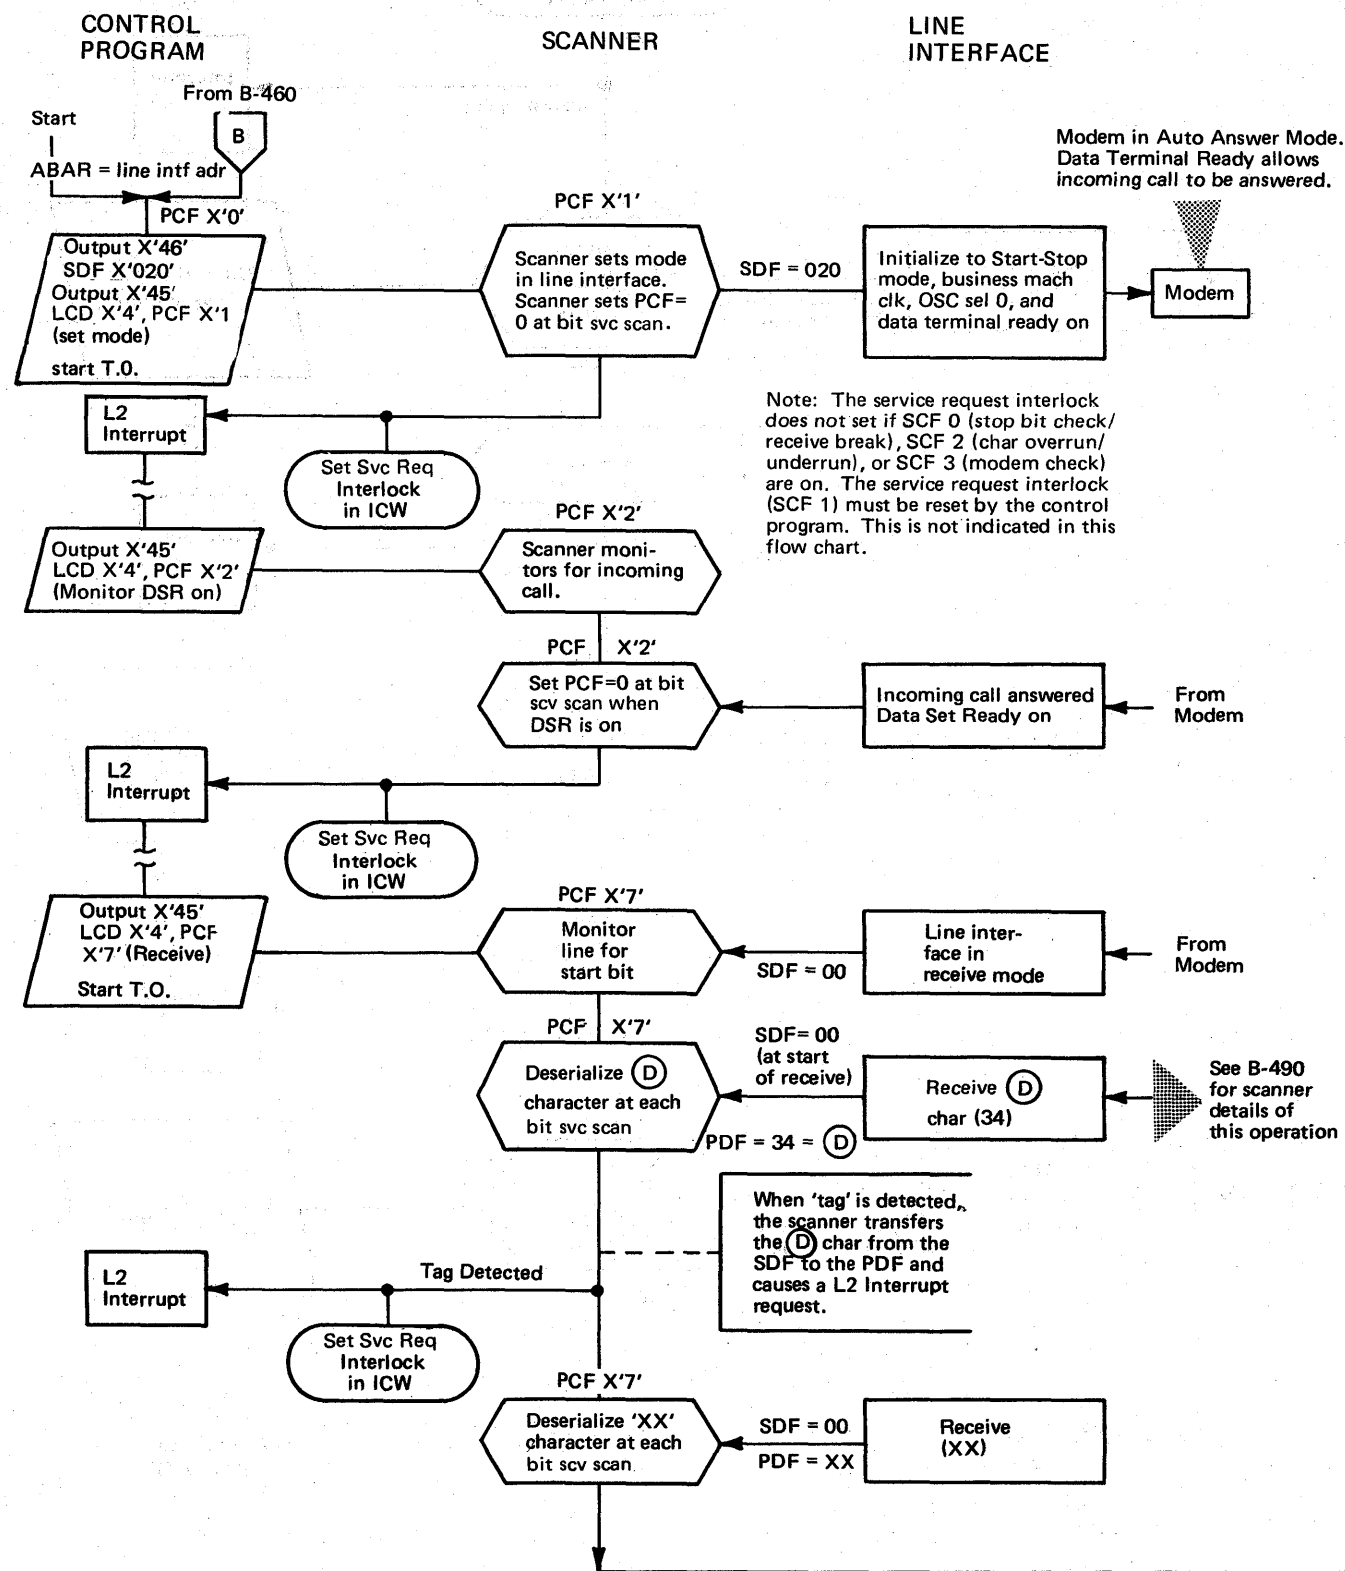 CONTROL
PROGRAM
SCANNER
LINE
INTERFACE
From B-460
Start
B
ABAR = line intf adr
PCF X'0'
Output X'46'
SDF X'020'
Output X'45'
LCD X'4', PCF X'1
(set mode)
start T.O.
PCF X'1'
Scanner sets mode
in line interface.
Scanner sets PCF=
0 at bit svc scan.
SDF = 020
Initialize to Start-Stop
mode, business mach
clk, OSC sel 0, and
data terminal ready on
Modem in Auto Answer Mode.
Data Terminal Ready allows
incoming call to be answered.
Modem
L2
Interrupt
Set Svc Req
Interlock
in ICW
Note: The service request interlock
does not set if SCF 0 (stop bit check/
receive break), SCF 2 (char overrun/
underrun), or SCF 3 (modem check)
are on. The service request interlock
(SCF 1) must be reset by the control
program. This is not indicated in this
flow chart.
Output X'45'
LCD X'4', PCF X'2'
(Monitor DSR on)
PCF X'2'
Scanner moni-
tors for incoming
call.
PCF X'2'
Set PCF=0 at bit
scv scan when
DSR is on
Incoming call answered
Data Set Ready on
From
Modem
L2
Interrupt
Set Svc Req
Interlock
in ICW
Output X'45'
LCD X'4', PCF
X'7' (Receive)
Start T.O.
PCF X'7'
Monitor
line for
start bit
SDF = 00
Line inter-
face in
receive mode
From
Modem
PCF X'7'
Deserialize D
character at each
bit svc scan
SDF= 00
(at start
of receive)
PDF = 34 = D
Receive D
char (34)
See B-490
for scanner
details of
this operation
When 'tag' is detected,
the scanner transfers
the D char from the
SDF to the PDF and
causes a L2 Interrupt
request.
L2
Interrupt
Tag Detected
Set Svc Req
Interlock
in ICW
PCF X'7'
Deserialize 'XX'
character at each
bit scv scan
SDF = 00
PDF = XX
Receive
(XX)